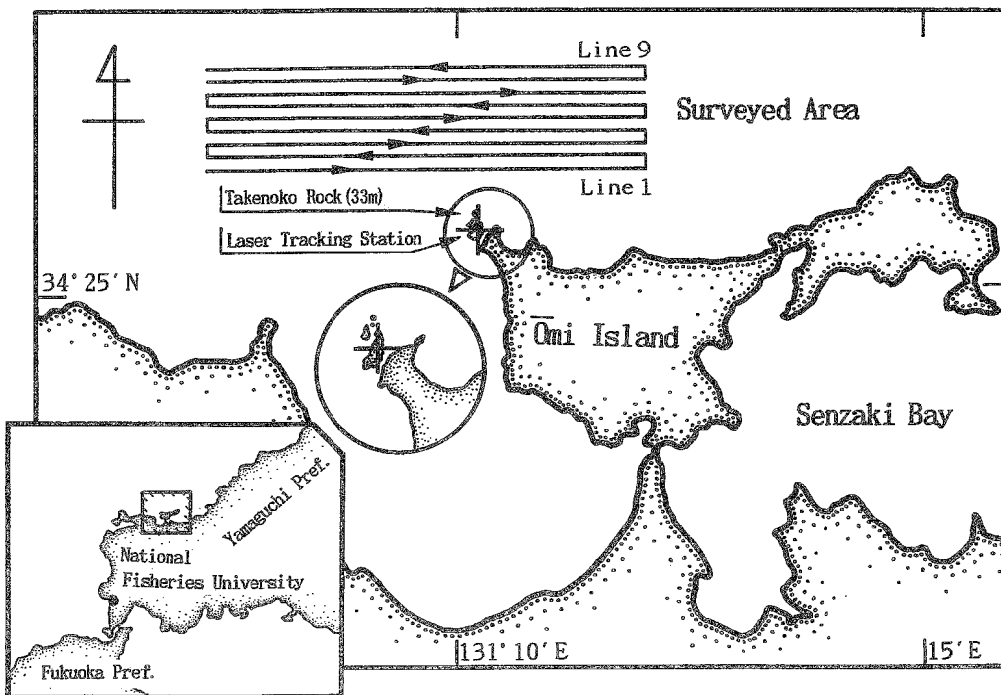 Line 9
Surveyed Area
Line 1
Takenoko Rock (33m)
Laser Tracking Station
34°25′N
Ōmi Island
Senzaki Bay
Yamaguchi Pref.
National
Fisheries University
Fukuoka Pref.
131°10′E
15′E